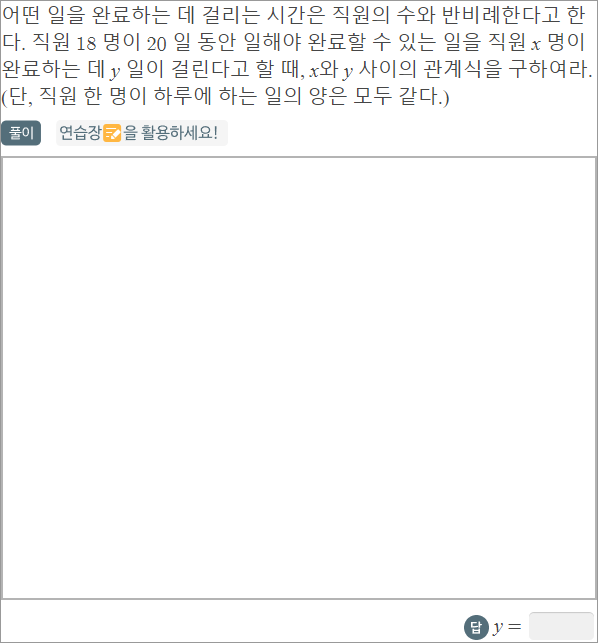 어떤 일을 완료하는 데 걸리는 시간은 직원의 수와 반비례한다고 한
다. 직원 18 명이 20 일 동안 일해야 완료할 수 있는 일을 직원 x 명이
완료하는 데 y 일이 걸린다고 할 때, x와 y 사이의 관계식을 구하여라.
(단, 직원 한 명이 하루에 하는 일의 양은 모두 같다.)
풀이 연습장을 활용하세요!
답 y =